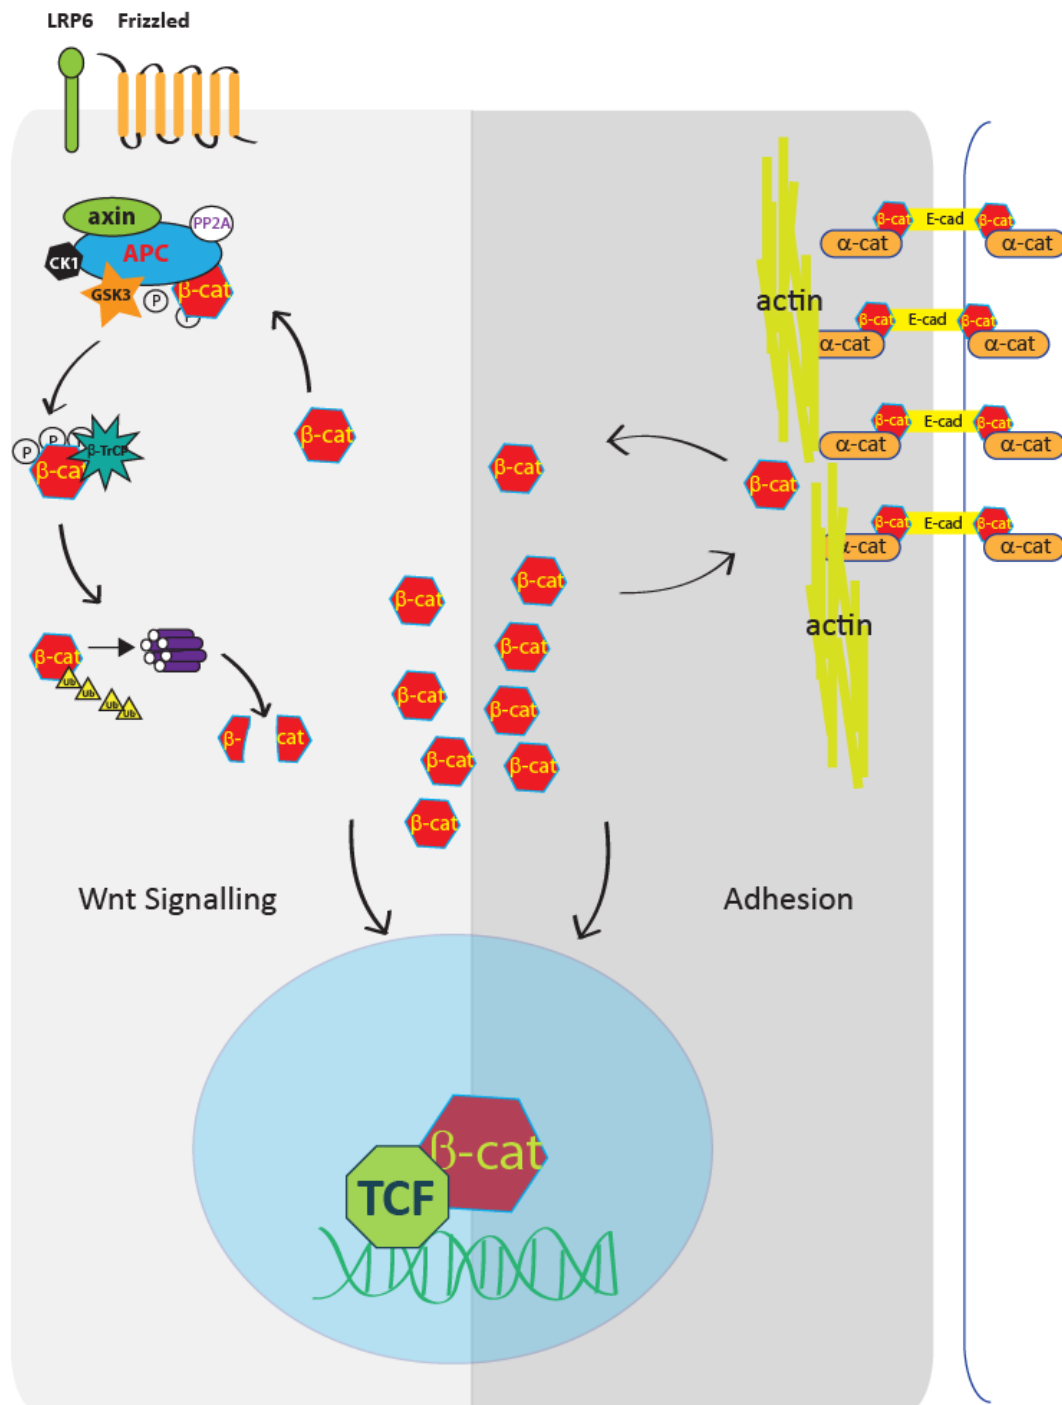 LRP6 Frizzled
axin
PP2A
APC
CK1
GSK3
β-cat
P
P
β-cat E-cad β-cat
α-cat α-cat
actin
β-cat E-cad β-cat
α-cat α-cat
β-cat E-cad β-cat
α-cat α-cat
β-cat E-cad β-cat
α-cat α-cat
actin
β-cat
P
P
P
β-cat
β-TrCP
β-cat
β-cat
β-cat
β-cat
β-cat
β-cat
β-cat
β-cat
β-cat
β-cat
β-cat
Ub
Ub
Ub
Ub
β- cat
Wnt Signalling
Adhesion
β-cat
TCF